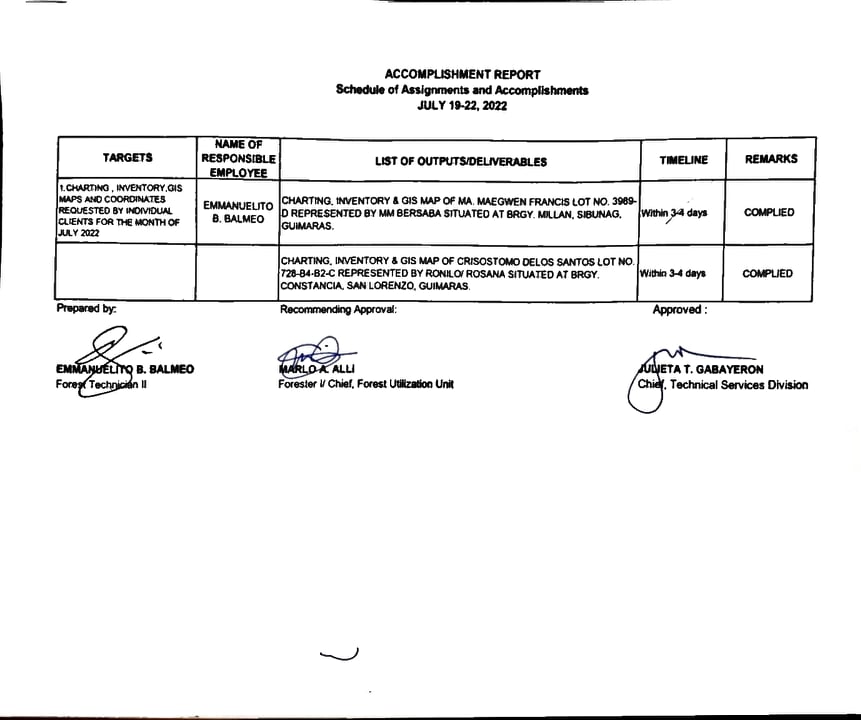 ACCOMPLISHMENT REPORT
Schedule of Assignments and Accomplishments
JULY 19-22, 2022
TARGETS
NAME OF
RESPONSIBLE
EMPLOYEE
LIST OF OUTPUTS/DELIVERABLES
TIMELINE
REMARKS
1.CHARTING , INVENTORY,GIS
MAPS AND COORDINATES
REQUESTED BY INDIVIDUAL
CLIENTS FOR THE MONTH OF
JULY 2022
EMMANUELITO
B. BALMEO
CHARTING, INVENTORY & GIS MAP OF MA. MAEGWEN FRANCIS LOT NO. 3989-
D REPRESENTED BY MM BERSABA SITUATED AT BRGY. MILLAN, SIBUNAG,
GUIMARAS.
Within 3-4 days
COMPLIED
CHARTING, INVENTORY & GIS MAP OF CRISOSTOMO DELOS SANTOS LOT NO.
728-B4-B2-C REPRESENTED BY RONILO/ ROSANA SITUATED AT BRGY.
CONSTANCIA, SAN LORENZO, GUIMARAS.
Within 3-4 days
COMPLIED
Prepared by:
Recommending Approval:
Approved :
EMMANUELITO B. BALMEO
Forest Technician II
MARLO A. ALLI
Forester I/ Chief, Forest Utilization Unit
JULIETA T. GABAYERON
Chief, Technical Services Division